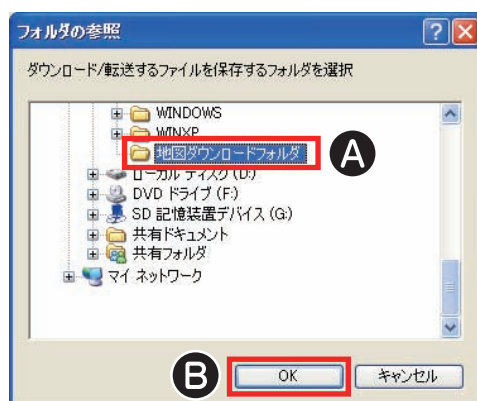 フォルダの参照
ダウンロード/転送するファイルを保存するフォルダを選択
WINDOWS
WINXP
地図ダウンロードフォルダ
A
ローカル ディスク (D:)
DVD ドライブ (F:)
SD 記憶装置デバイス (G:)
共有ドキュメント
共有フォルダ
マイ ネットワーク
B
OK
キャンセル